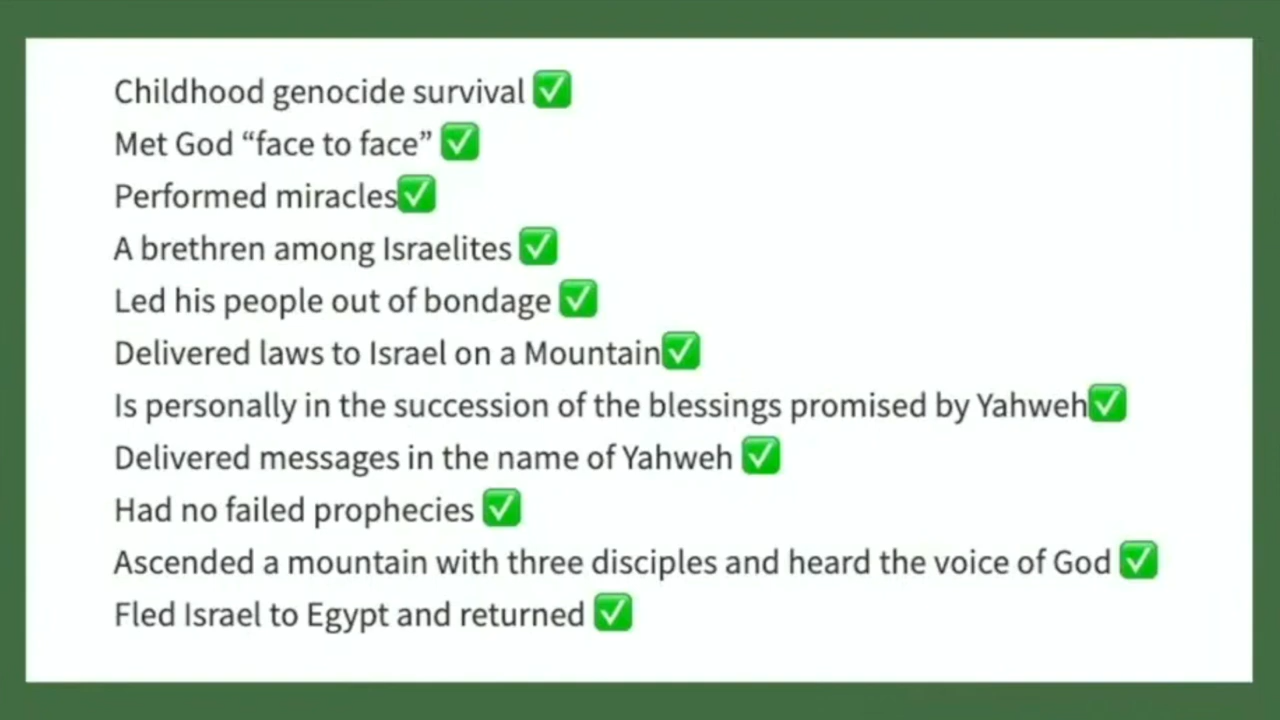 Childhood genocide survival ✅
Met God “face to face” ✅
Performed miracles✅
A brethren among Israelites ✅
Led his people out of bondage ✅
Delivered laws to Israel on a Mountain✅
Is personally in the succession of the blessings promised by Yahweh✅
Delivered messages in the name of Yahweh ✅
Had no failed prophecies ✅
Ascended a mountain with three disciples and heard the voice of God ✅
Fled Israel to Egypt and returned ✅